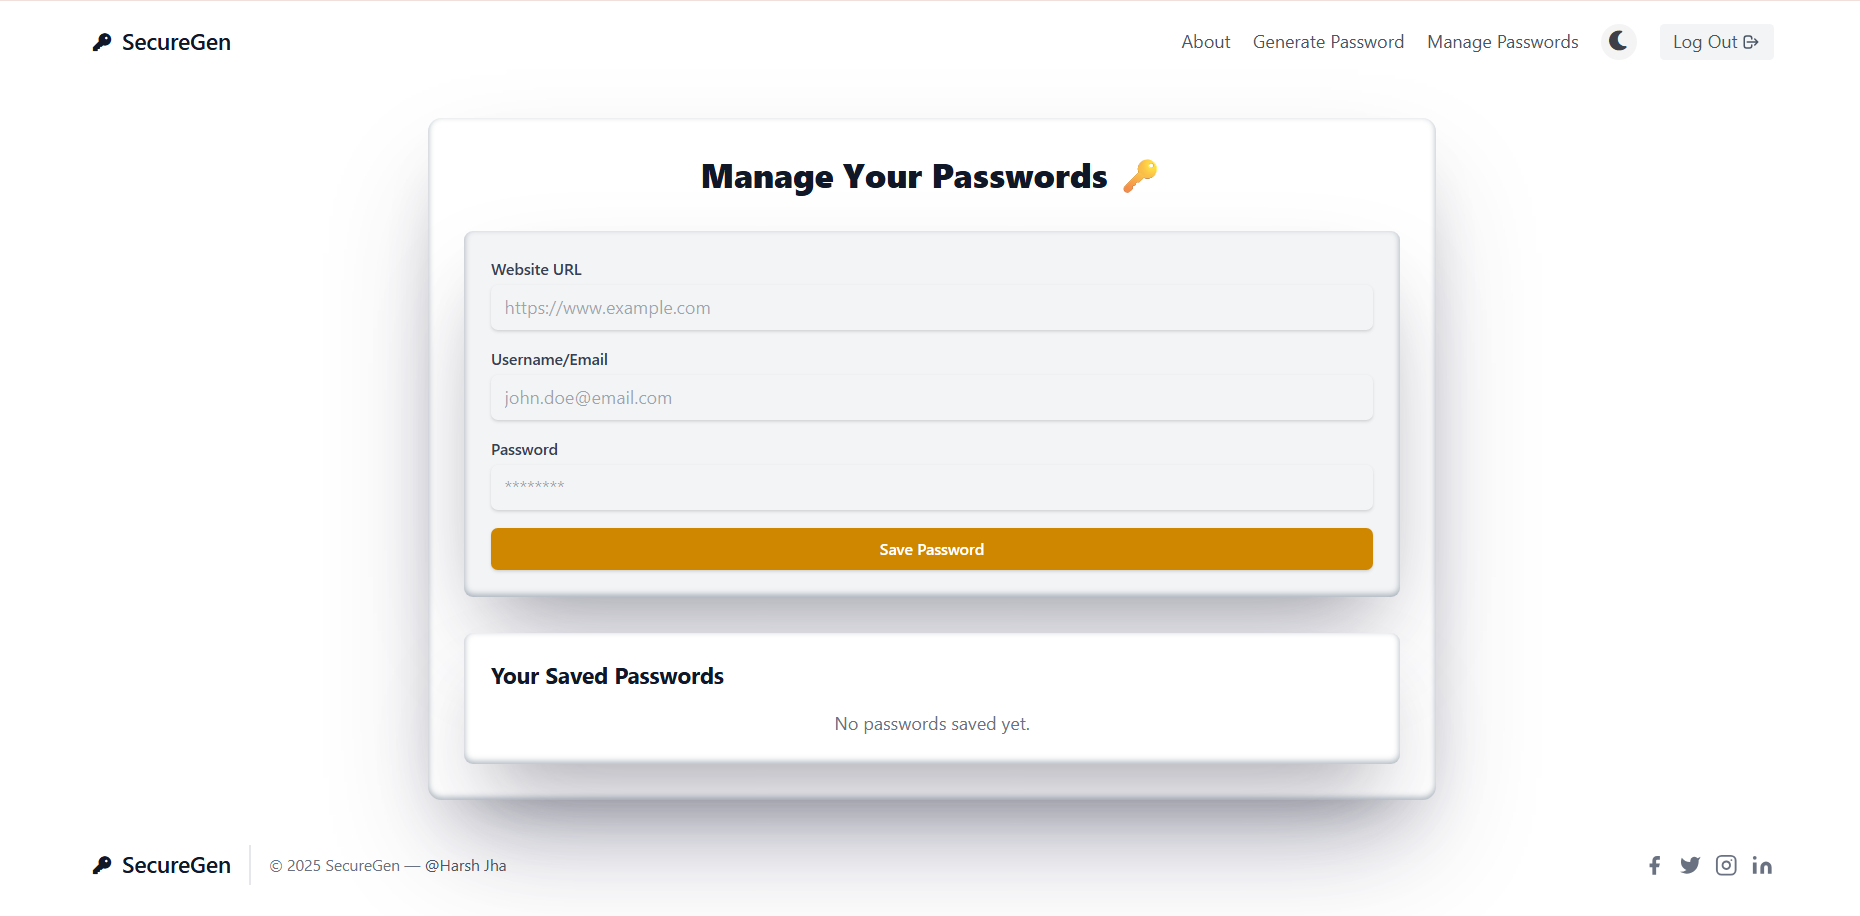 SecureGen
About
Generate Password
Manage Passwords
Log Out
Manage Your Passwords 🔑
Website URL
https://www.example.com
Username/Email
john.doe@email.com
Password
********
Save Password
Your Saved Passwords
No passwords saved yet.
SecureGen
© 2025 SecureGen — @Harsh Jha